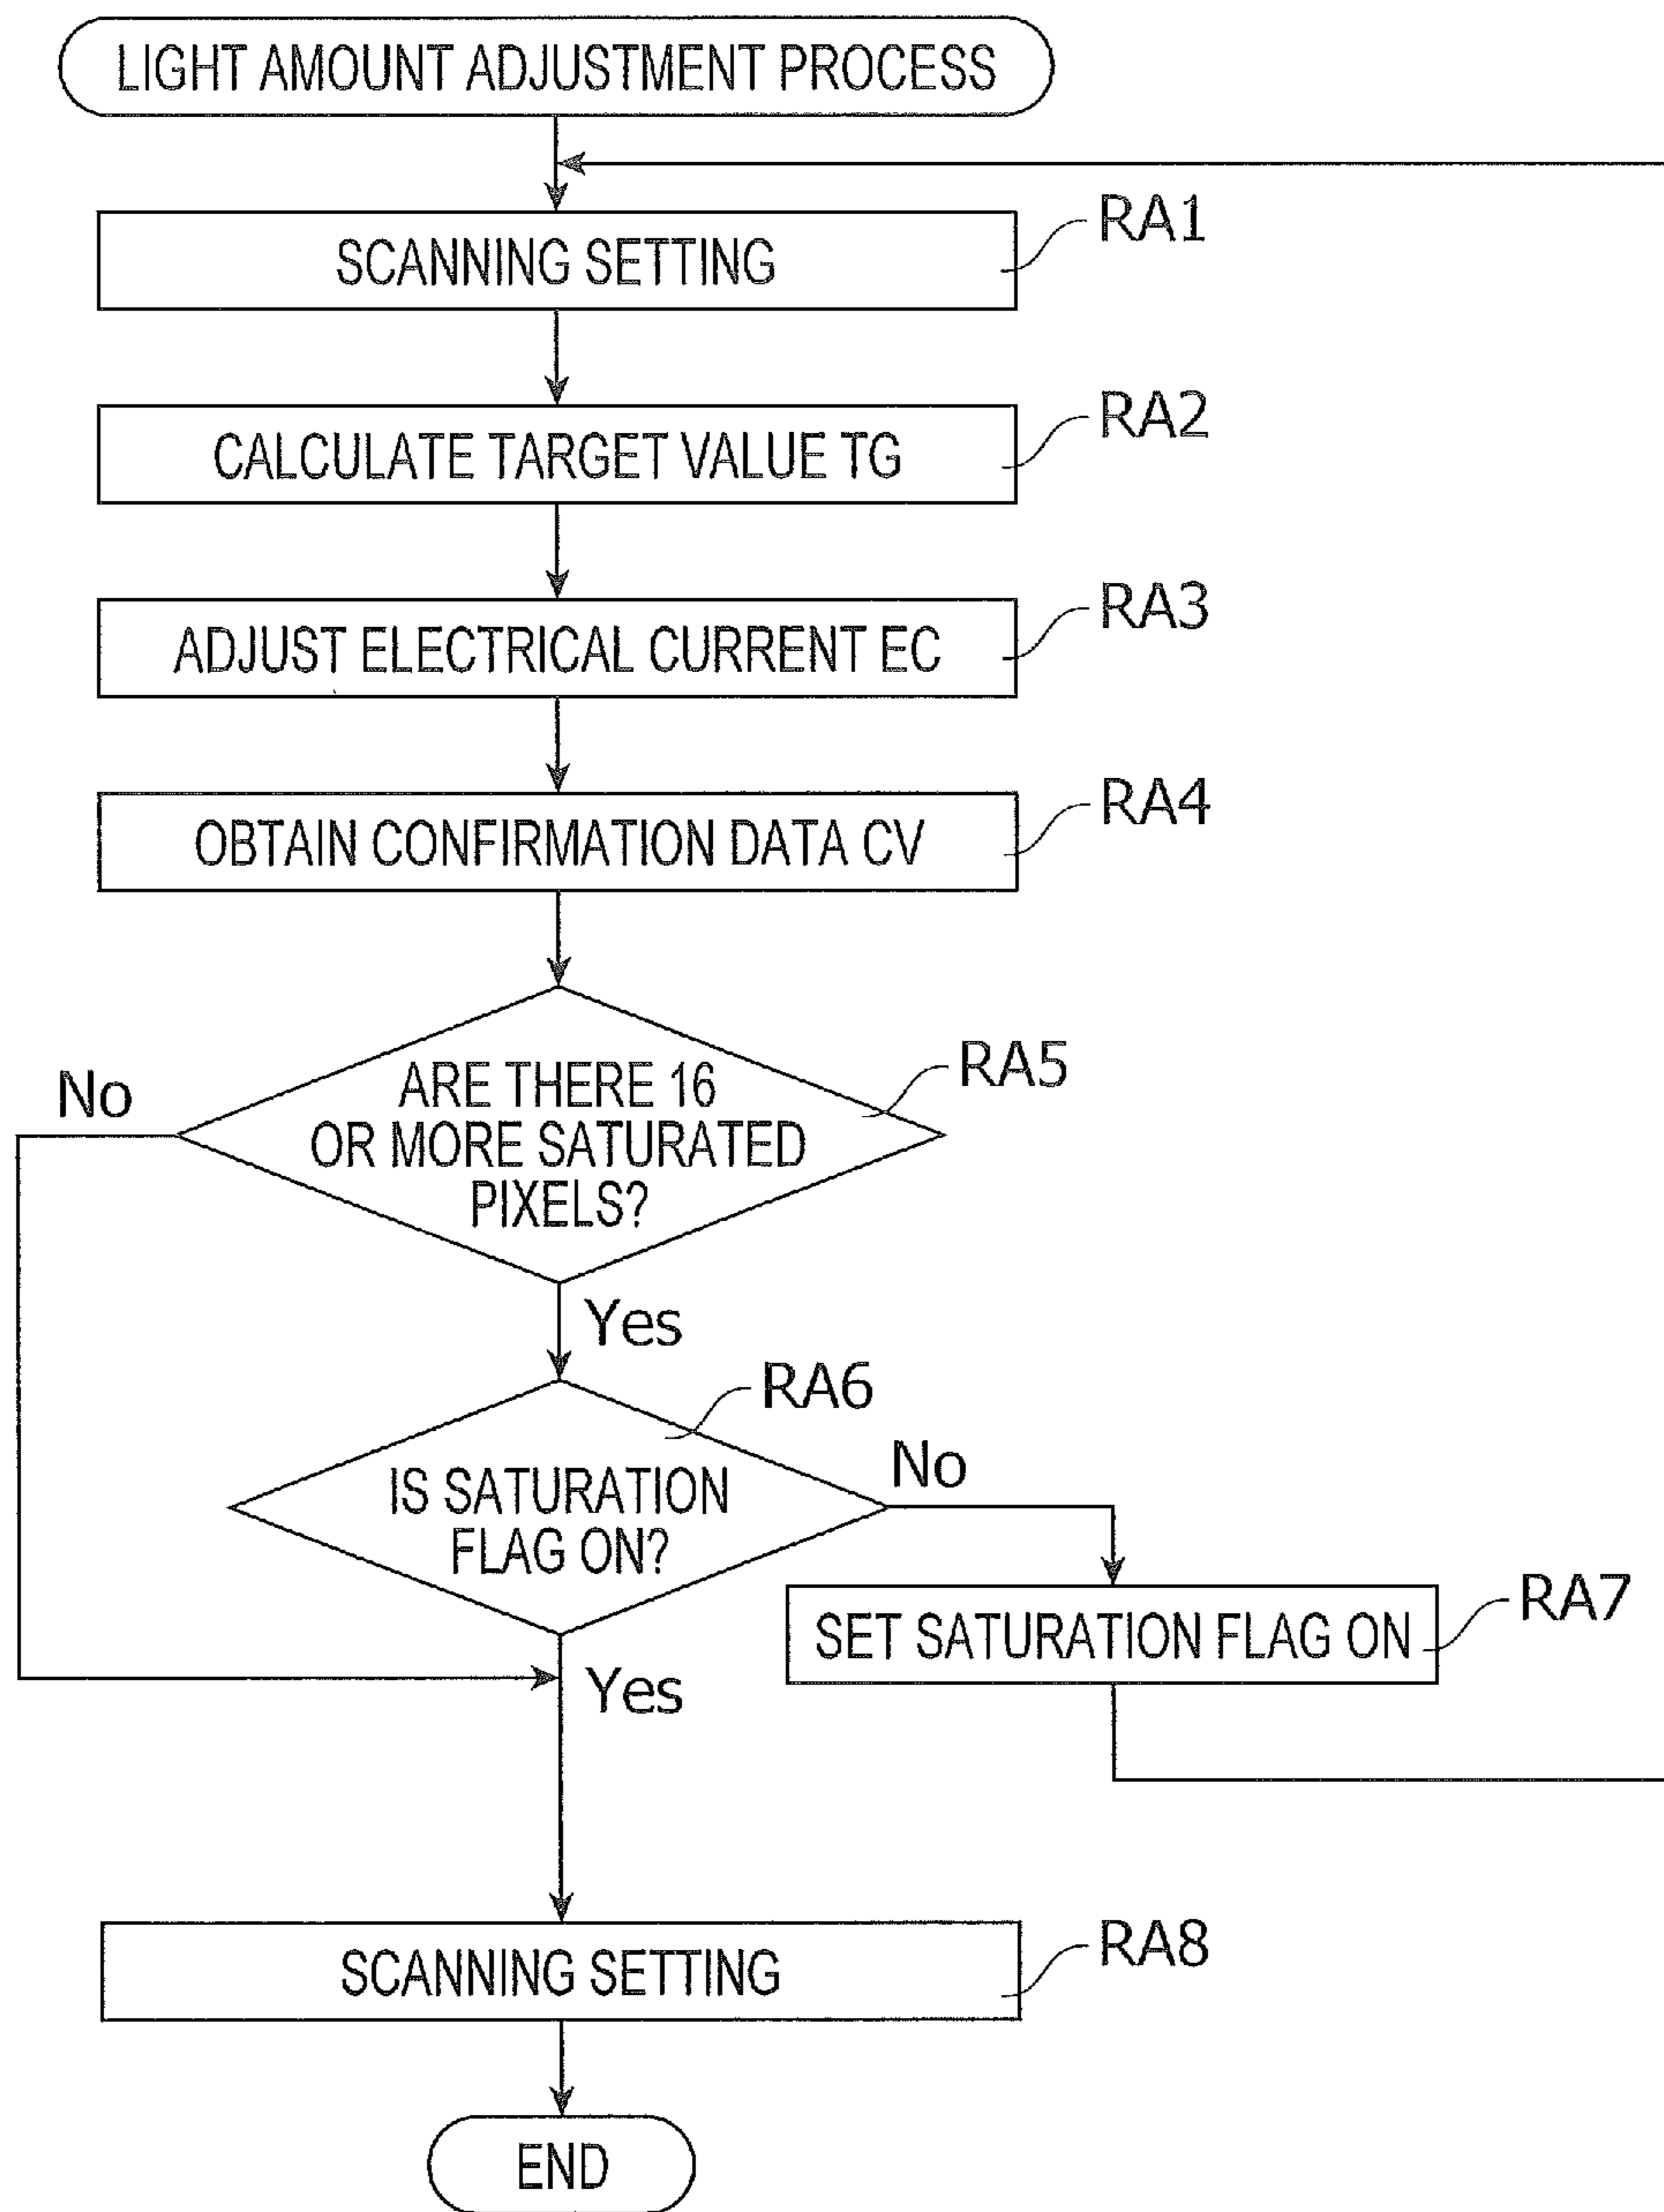 LIGHT AMOUNT ADJUSTMENT PROCESS
SCANNING SETTING
RA1
CALCULATE TARGET VALUE TG
RA2
ADJUST ELECTRICAL CURRENT EC
RA3
OBTAIN CONFIRMATION DATA CV
RA4
ARE THERE 16
OR MORE SATURATED
PIXELS?
RA5
No
Yes
IS SATURATION
FLAG ON?
RA6
No
SET SATURATION FLAG ON
RA7
Yes
SCANNING SETTING
RA8
END